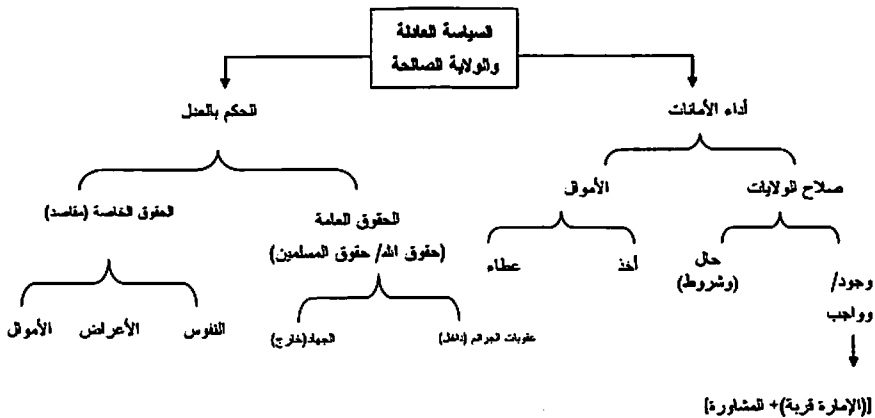 السياسة العادلة
والولاية الصالحة
أداء الأمانات
الحكم بالعدل
صلاح الولايات
الأموال
الحقوق العامة
(حقوق الله/ حقوق المسلمين)
الحقوق الخاصة (مقاصد)
وجود/
وواجب
حال
(وشروط)
أخذ
عطاء
عقوبات الجرائم (داخل)
الجهاد(خارج)
النفوس
الأعراض
الأموال
[(الإمارة قربة)+ المشاورة]